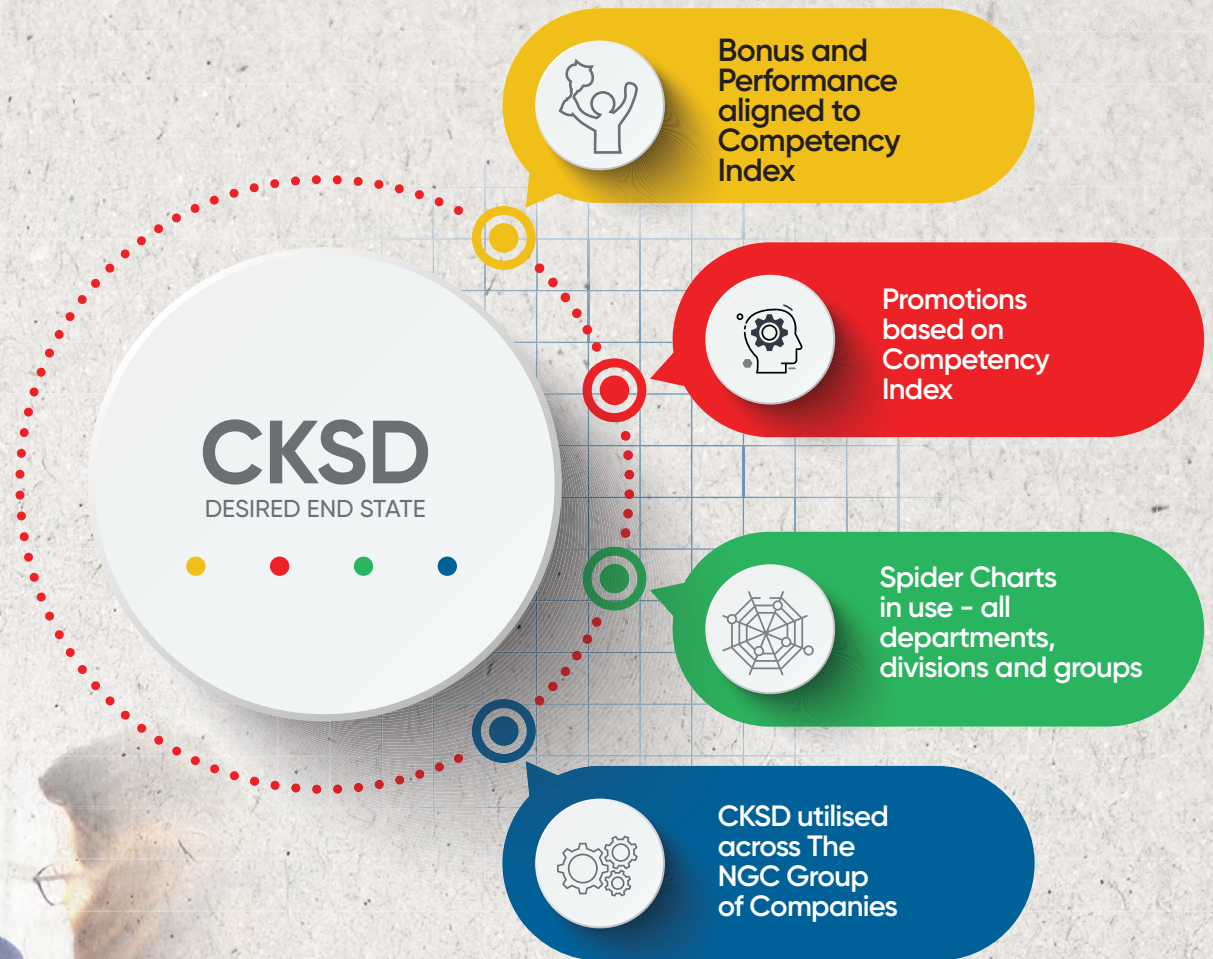 Bonus and
Performance
aligned to
Competency
Index
Promotions
based on
Competency
Index
CKSD
DESIRED END STATE
Spider Charts
in use - all
departments,
divisions and groups
CKSD utilised
across The
NGC Group
of Companies